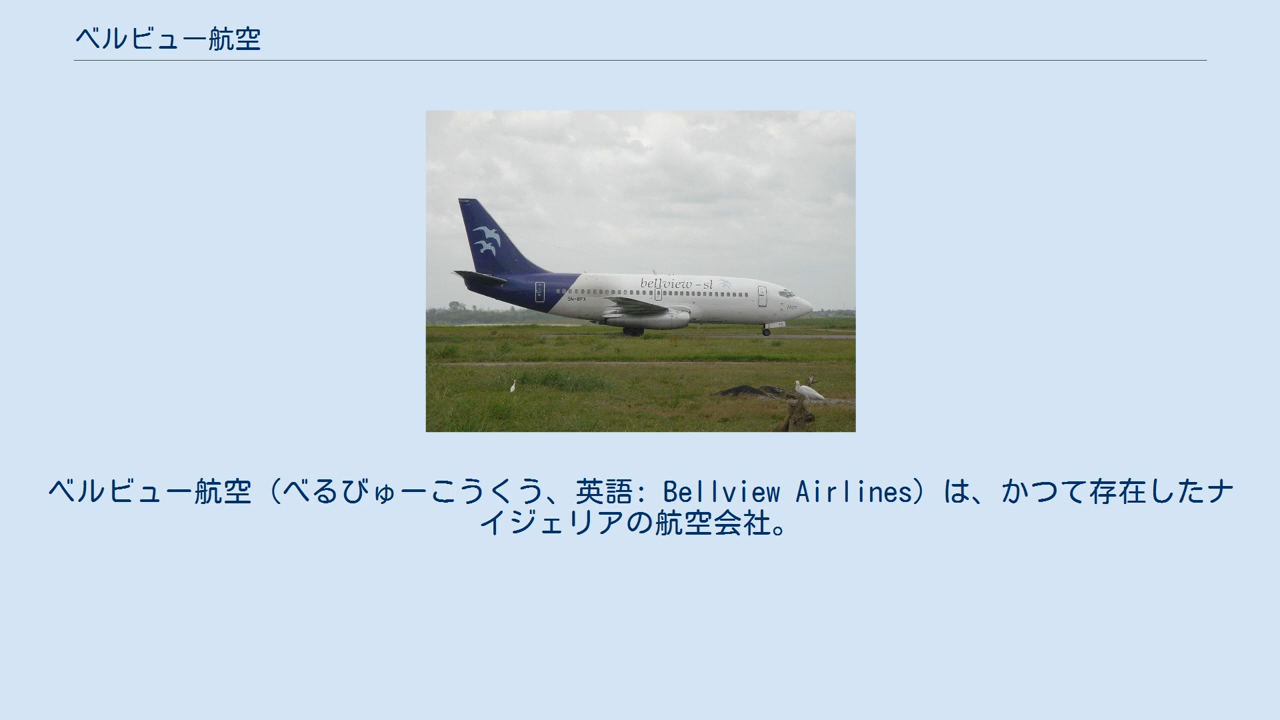 ベルビュー航空
bellview-sl
ベルビュー航空（べるびゅーこうくう、英語: Bellview Airlines）は、かつて存在したナ
イジェリアの航空会社。